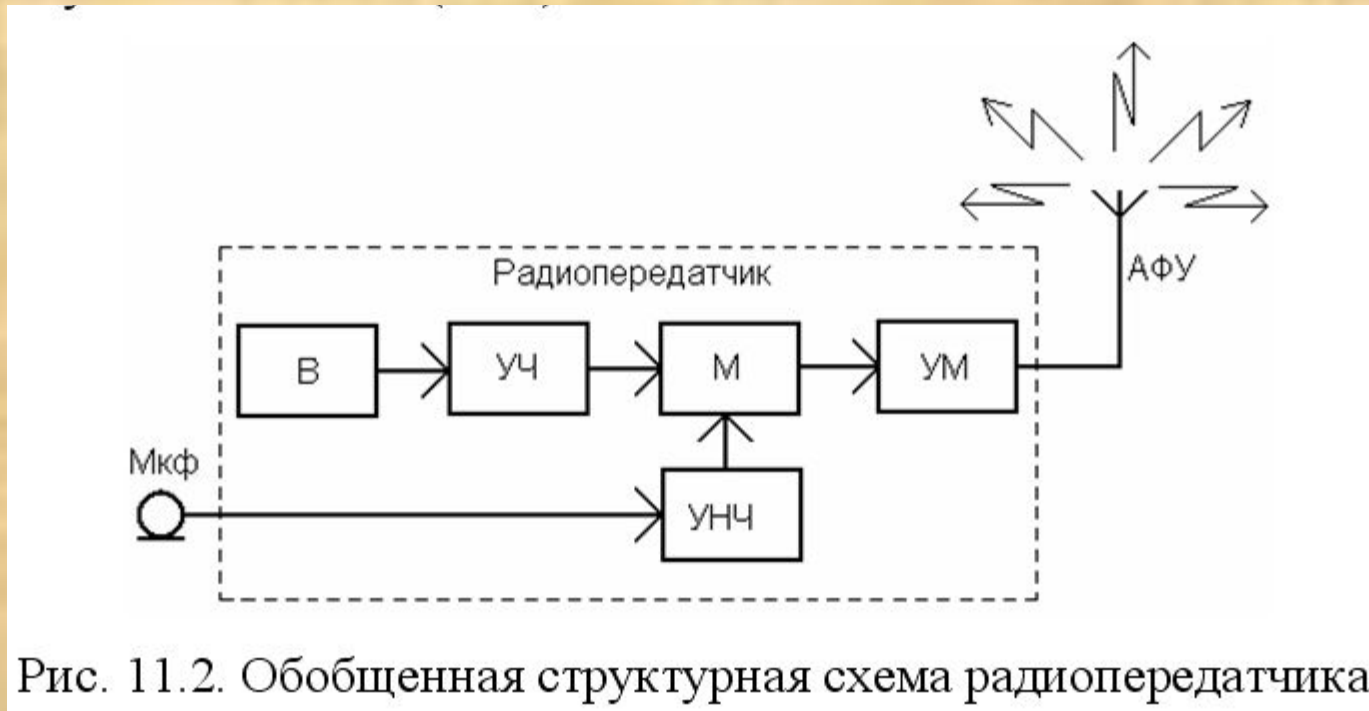 Радиопередатчик
АФУ
В
УЧ
М
УМ
Мкф
УНЧ
Рис. 11.2. Обобщенная структурная схема радиопередатчика